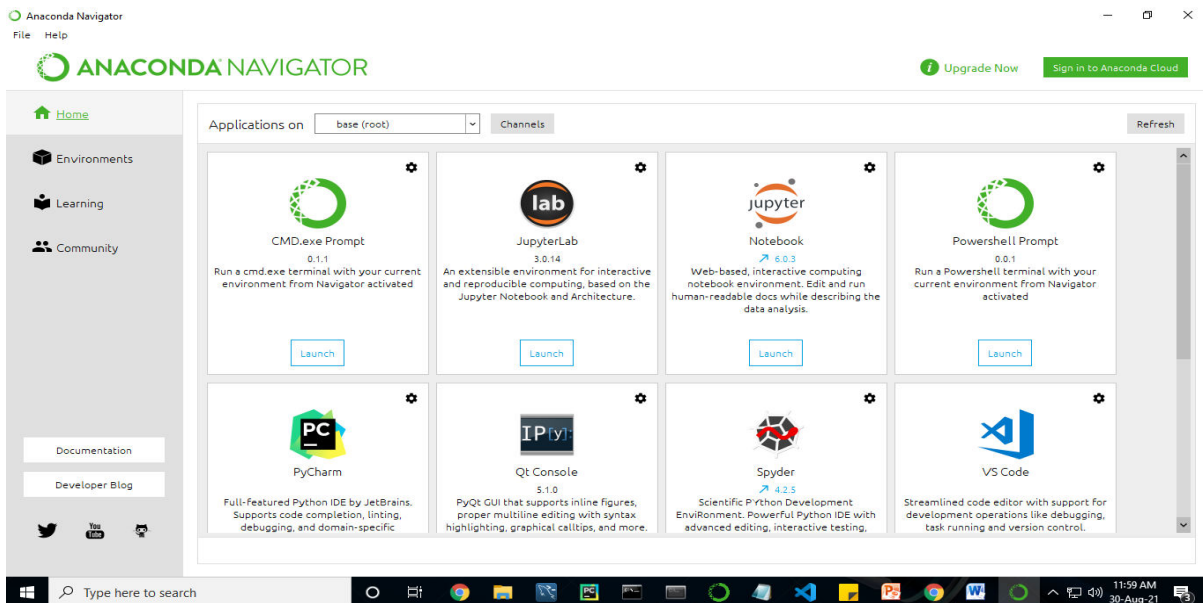 Anaconda Navigator
File Help
ANACONDA NAVIGATOR
Upgrade Now
Sign in to Anaconda Cloud
Home
Environments
Learning
Community
Documentation
Developer Blog
You
Tube
Applications on base (root) Channels Refresh
lab
jupyter
CMD.exe Prompt
0.1.1
Run a cmd.exe terminal with your current
environment from Navigator activated
Launch
JupyterLab
3.0.14
An extensible environment for interactive
and reproducible computing, based on the
Jupyter Notebook and Architecture.
Launch
Notebook
6.0.3
Web-based, interactive computing
notebook environment. Edit and run
human-readable docs while describing the
data analysis.
Launch
Powershell Prompt
0.0.1
Run a Powershell terminal with your
current environment from Navigator
activated
Launch
PC
PyCharm
Full-featured Python IDE by JetBrains.
Supports code completion, linting,
debugging, and domain-specific
IP[y]:
Qt Console
5.1.0
PyQt GUI that supports inline figures,
proper multiline editing with syntax
highlighting, graphical calltips, and more.
Spyder
4.2.5
Scientific PYthon Development
EnviRonment. Powerful Python IDE with
advanced editing, interactive testing,
VS Code
Streamlined code editor with support for
development operations like debugging,
task running and version control.
Type here to search
11:59 AM
30-Aug-21
3